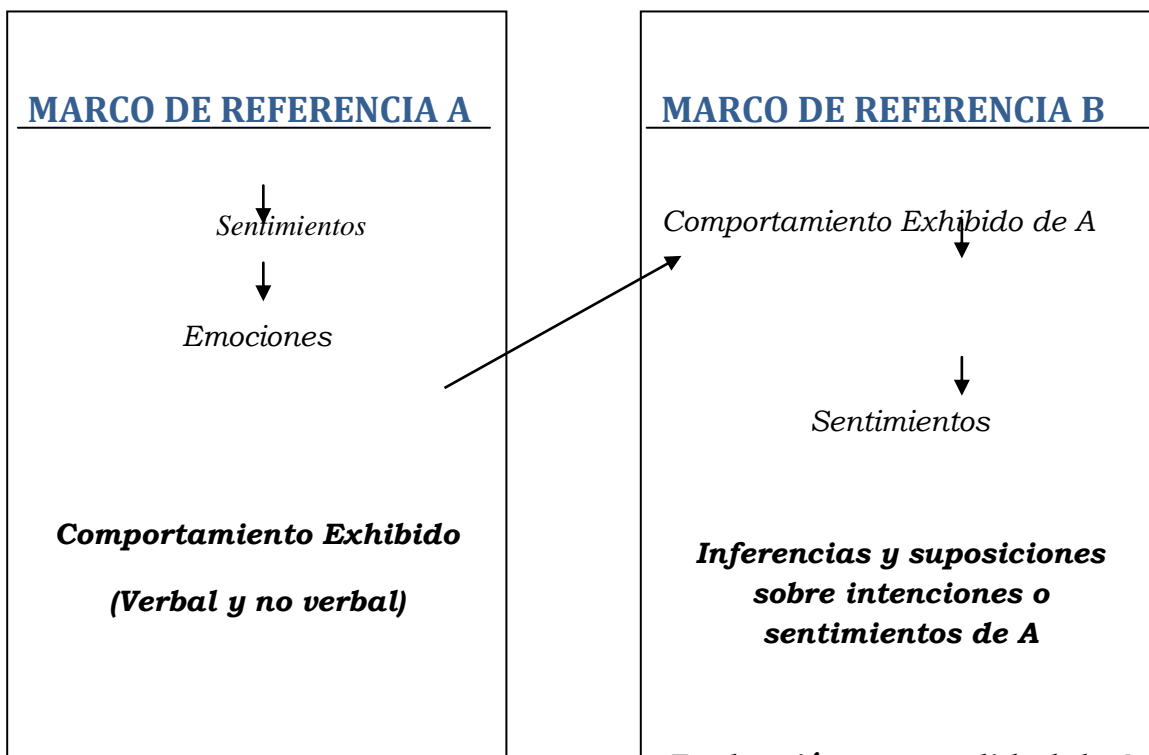 MARCO DE REFERENCIA A
Sentimientos
Emociones
Comportamiento Exhibido
(Verbal y no verbal)
MARCO DE REFERENCIA B
Comportamiento Exhibido de A
Sentimientos
Inferencias y suposiciones
sobre intenciones o
sentimientos de A